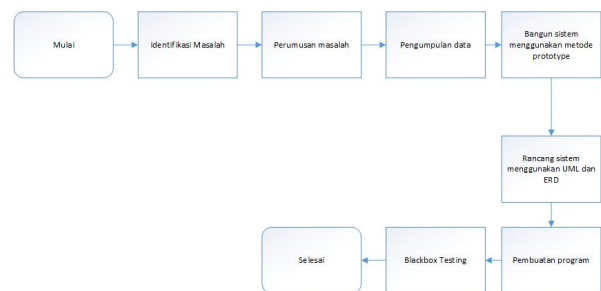 Mulai
Identifikasi Masalah
Perumusan masalah
Pengumpulan data
Bangun sistem
menggunakan metode
prototype
Rancang sistem
menggunakan UML dan
ERD
Pembuatan program
Blackbox Testing
Selesai